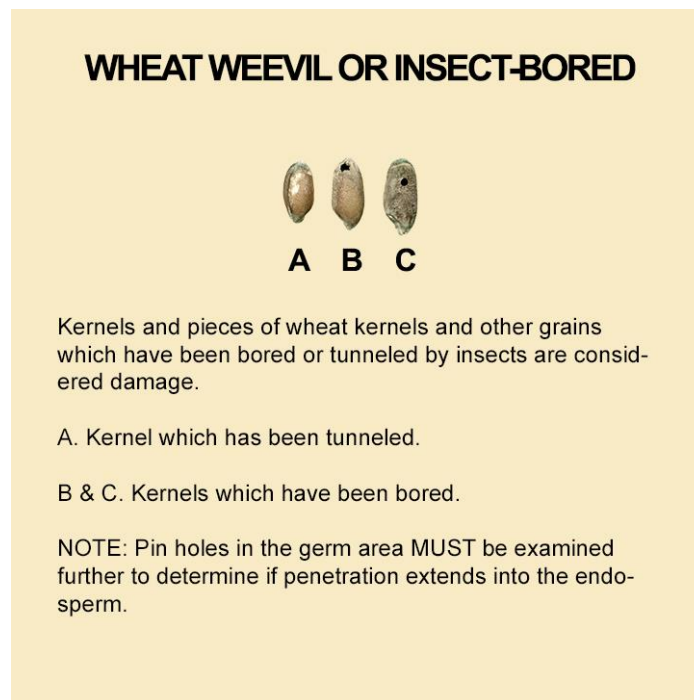 WHEAT WEEVIL OR INSECT-BORED
A B C
Kernels and pieces of wheat kernels and other grains
which have been bored or tunneled by insects are consid-
ered damage.
A. Kernel which has been tunneled.
B & C. Kernels which have been bored.
NOTE: Pin holes in the germ area MUST be examined
further to determine if penetration extends into the endo-
sperm.